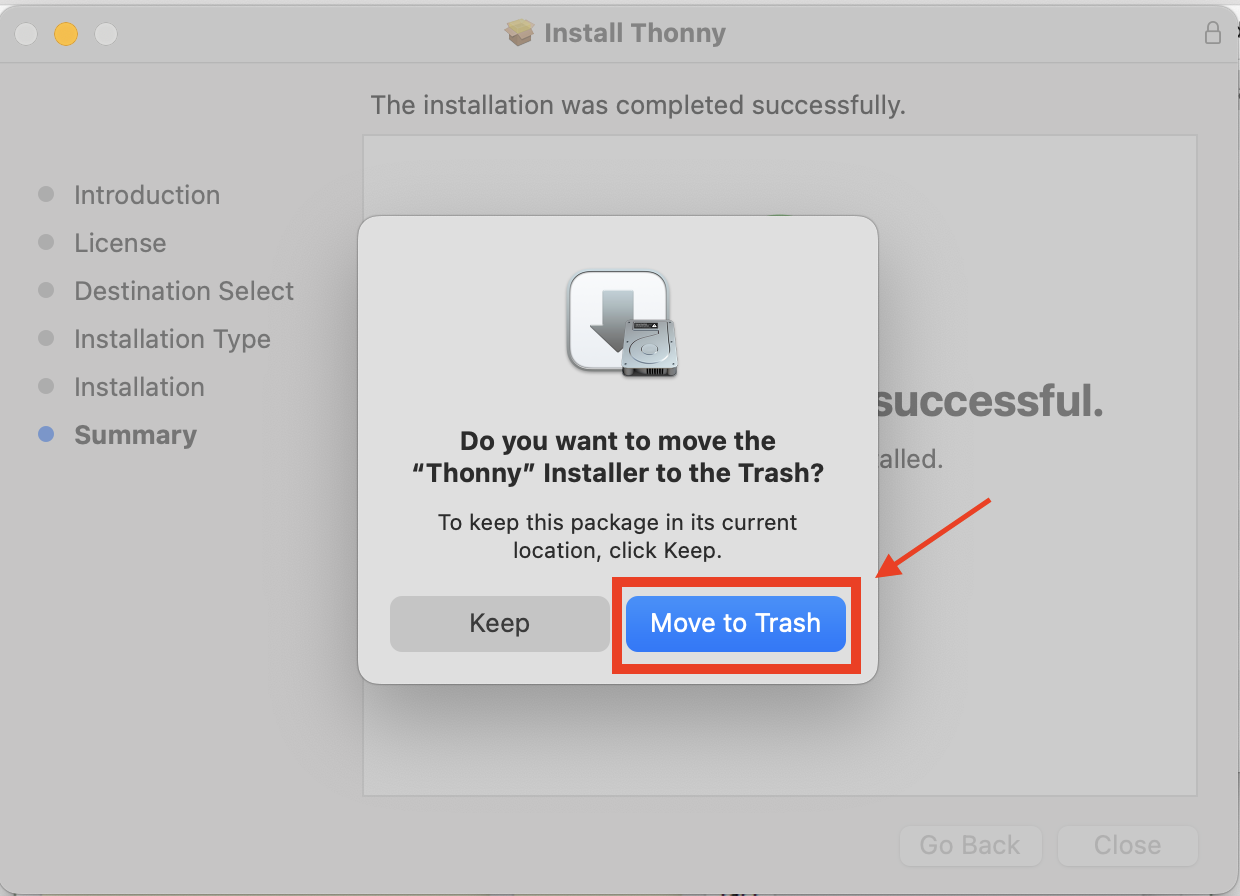 Install Thonny
The installation was completed successfully.
Introduction
License
Destination Select
Installation Type
Installation
Summary
successful.
alled.
Do you want to move the
“Thonny” Installer to the Trash?
To keep this package in its current
location, click Keep.
Keep
Move to Trash
Go Back
Close